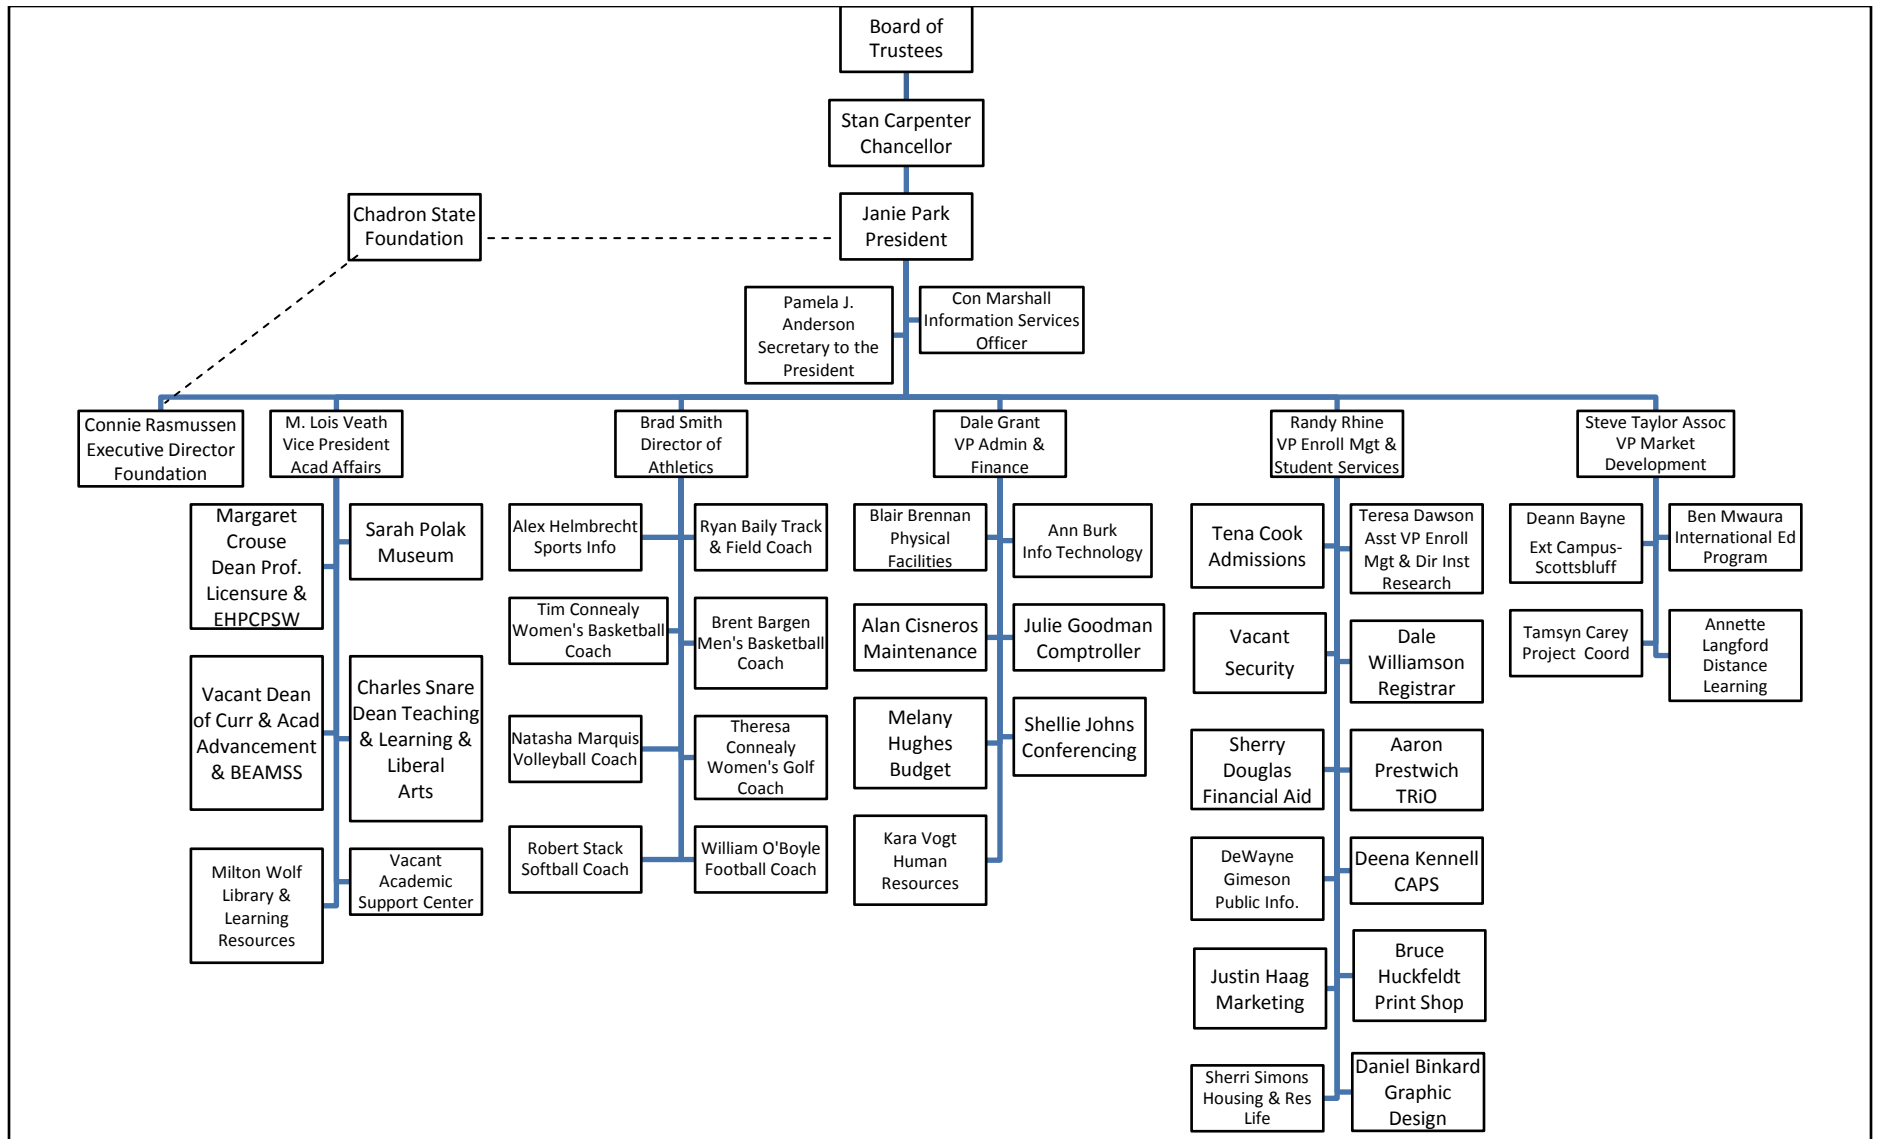 Board of
Trustees
Stan Carpenter
Chancellor
Chadron State
Foundation
Janie Park
President
Pamela J.
Anderson
Secretary to the
President
Con Marshall
Information Services
Officer
Connie Rasmussen
Executive Director
Foundation
M. Lois Veath
Vice President
Acad Affairs
Brad Smith
Director of
Athletics
Dale Grant
VP Admin &
Finance
Randy Rhine
VP Enroll Mgt &
Student Services
Steve Taylor Assoc
VP Market
Development
Margaret
Crouse
Dean Prof.
Licensure &
EHPCPSW
Sarah Polak
Museum
Vacant Dean
of Curr & Acad
Advancement
& BEAMSS
Charles Snare
Dean Teaching
& Learning &
Liberal
Arts
Milton Wolf
Library &
Learning
Resources
Vacant
Academic
Support Center
Alex Helmbrecht
Sports Info
Ryan Baily Track
& Field Coach
Tim Connealy
Women's Basketball
Coach
Brent Bargen
Men's Basketball
Coach
Natasha Marquis
Volleyball Coach
Theresa
Connealy
Women's Golf
Coach
Robert Stack
Softball Coach
William O'Boyle
Football Coach
Blair Brennan
Physical
Facilities
Ann Burk
Info Technology
Alan Cisneros
Maintenance
Julie Goodman
Comptroller
Melany
Hughes
Budget
Shellie Johns
Conferencing
Kara Vogt
Human
Resources
Tena Cook
Admissions
Teresa Dawson
Asst VP Enroll
Mgt & Dir Inst
Research
Vacant
Security
Dale
Williamson
Registrar
Sherry
Douglas
Financial Aid
Aaron
Prestwich
TRiO
DeWayne
Gimeson
Public Info.
Deena Kennell
CAPS
Justin Haag
Marketing
Bruce
Huckfeldt
Print Shop
Sherri Simons
Housing & Res
Life
Daniel Binkard
Graphic
Design
Deann Bayne
Ext Campus-
Scottsbluff
Ben Mwaura
International Ed
Program
Tamsyn Carey
Project Coord
Annette
Langford
Distance
Learning